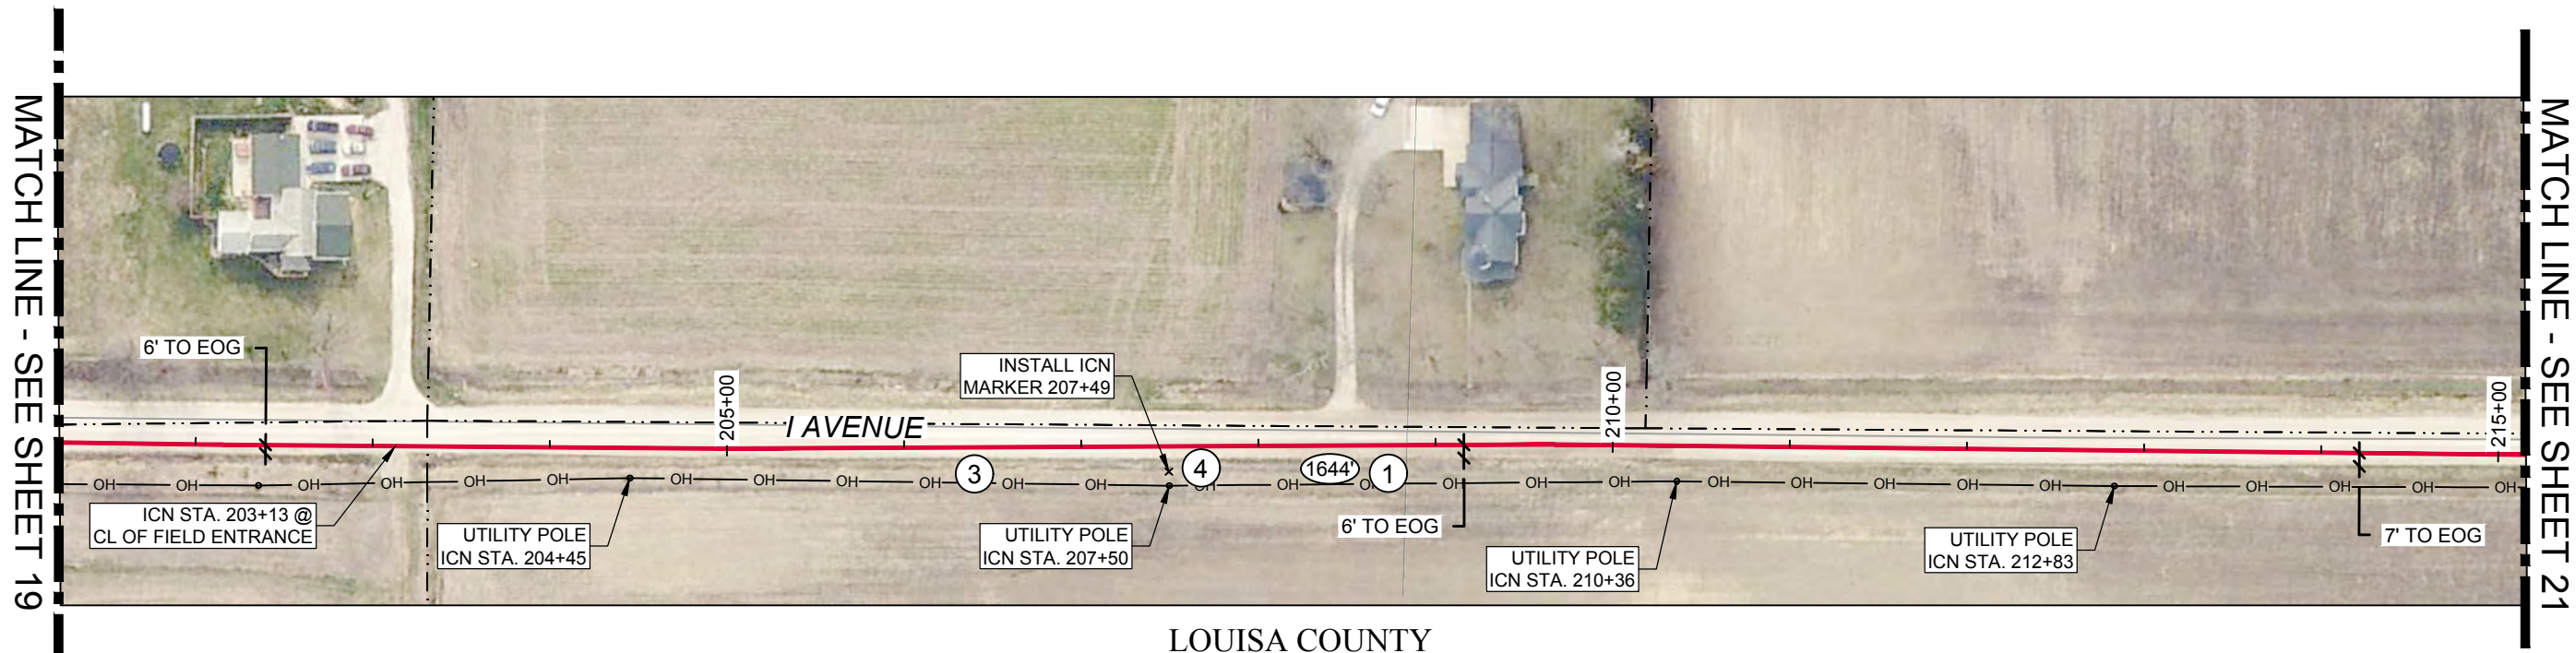 MATCH LINE - SEE SHEET 19
6' TO EOG
ICN STA. 203+13 @
CL OF FIELD ENTRANCE
UTILITY POLE
ICN STA. 204+45
205+00
I AVENUE
INSTALL ICN
MARKER 207+49
3
4
1644'
1
UTILITY POLE
ICN STA. 207+50
6' TO EOG
210+00
UTILITY POLE
ICN STA. 210+36
UTILITY POLE
ICN STA. 212+83
215+00
7' TO EOG
OH OH OH OH OH OH OH OH OH OH OH OH OH OH OH OH OH OH OH OH OH OH OH OH OH OH OH OH OH OH
MATCH LINE - SEE SHEET 21
LOUISA COUNTY